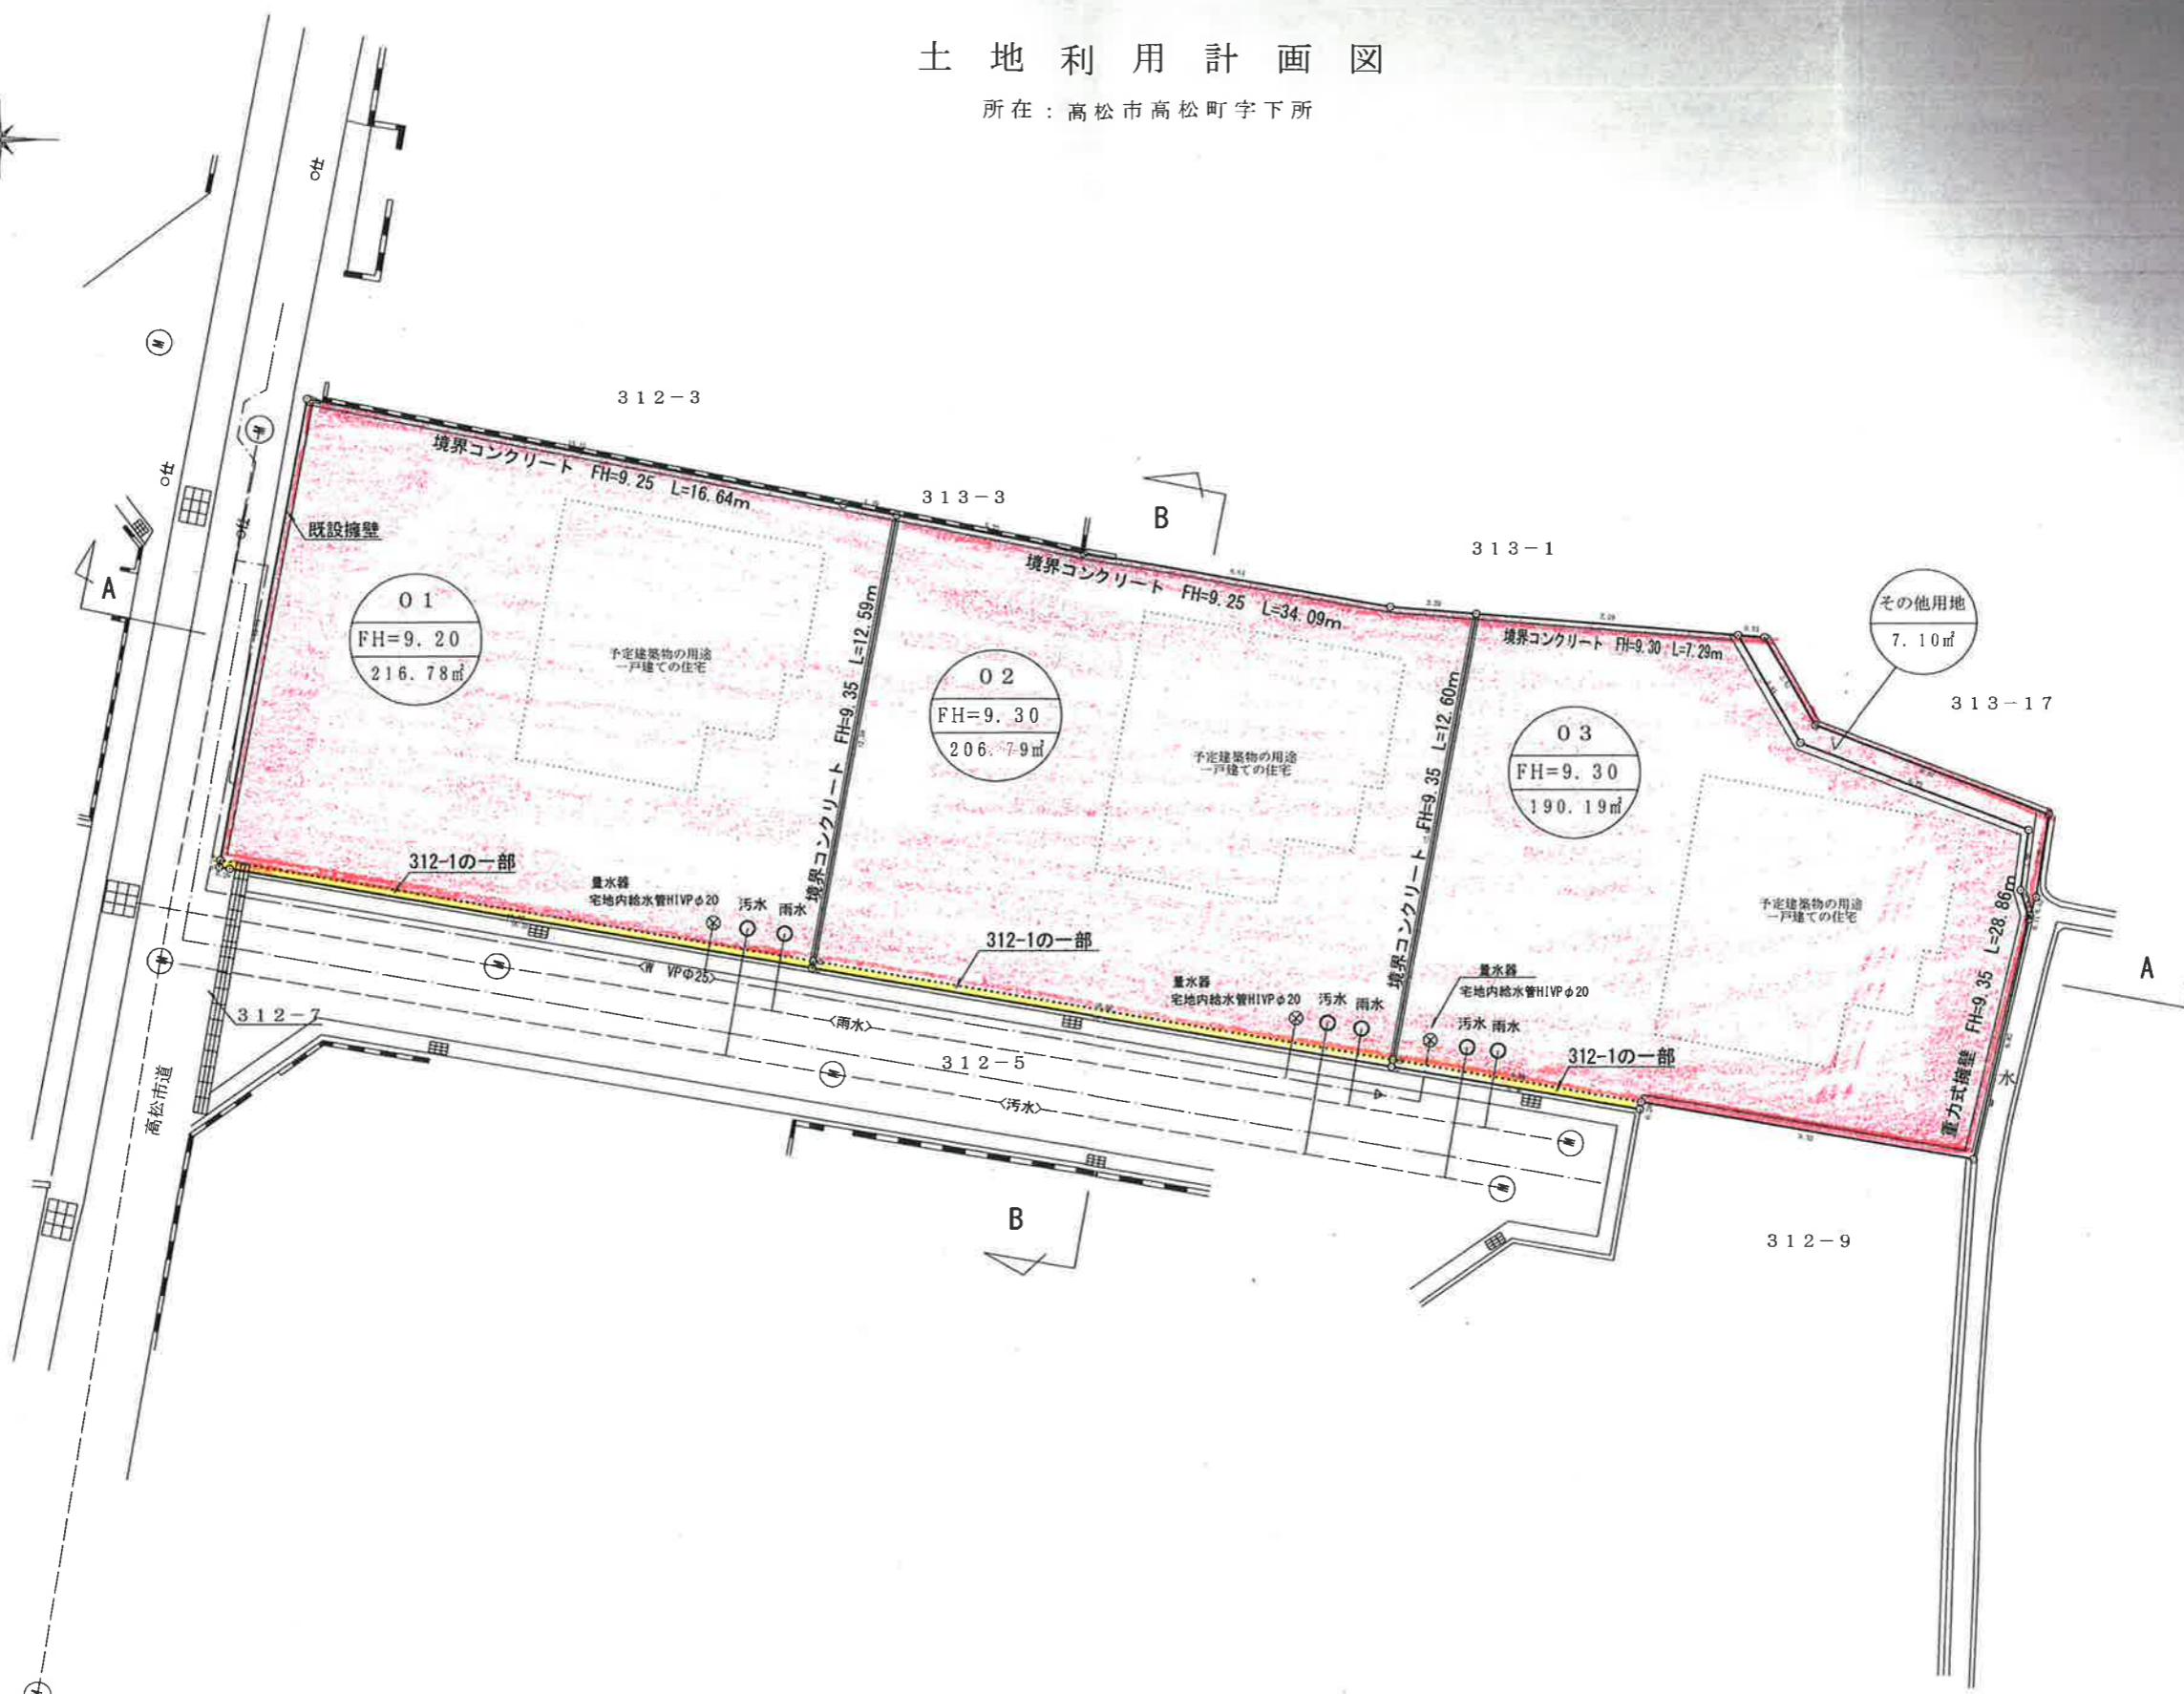 土地利用計画図
所在：高松市高松町字下所
312-3
境界コンクリート FH=9.25 L=16.64m
313-3
B
313-1
境界コンクリート FH=9.25 L=34.09m
境界コンクリート FH=9.30 L=7.29m
その他用地
7.10㎡
313-17
既設擁壁
A
01
FH=9.20
216.78㎡
予定建築物の用途
一戸建ての住宅
境界コンクリート FH=9.35 L=12.59m
02
FH=9.30
206.79㎡
予定建築物の用途
一戸建ての住宅
境界コンクリート FH=9.35 L=12.60m
03
FH=9.30
190.19㎡
予定建築物の用途
一戸建ての住宅
重力式擁壁 FH=9.35 L=28.86m
水
A
312-1の一部
量水器
宅地内給水管HIVPφ20
汚水
雨水
312-1の一部
量水器
宅地内給水管HIVPφ20
汚水
雨水
量水器
宅地内給水管HIVPφ20
汚水
雨水
312-1の一部
W VPφ25
〈雨水〉
312-7
312-5
〈汚水〉
高松市道
B
312-9